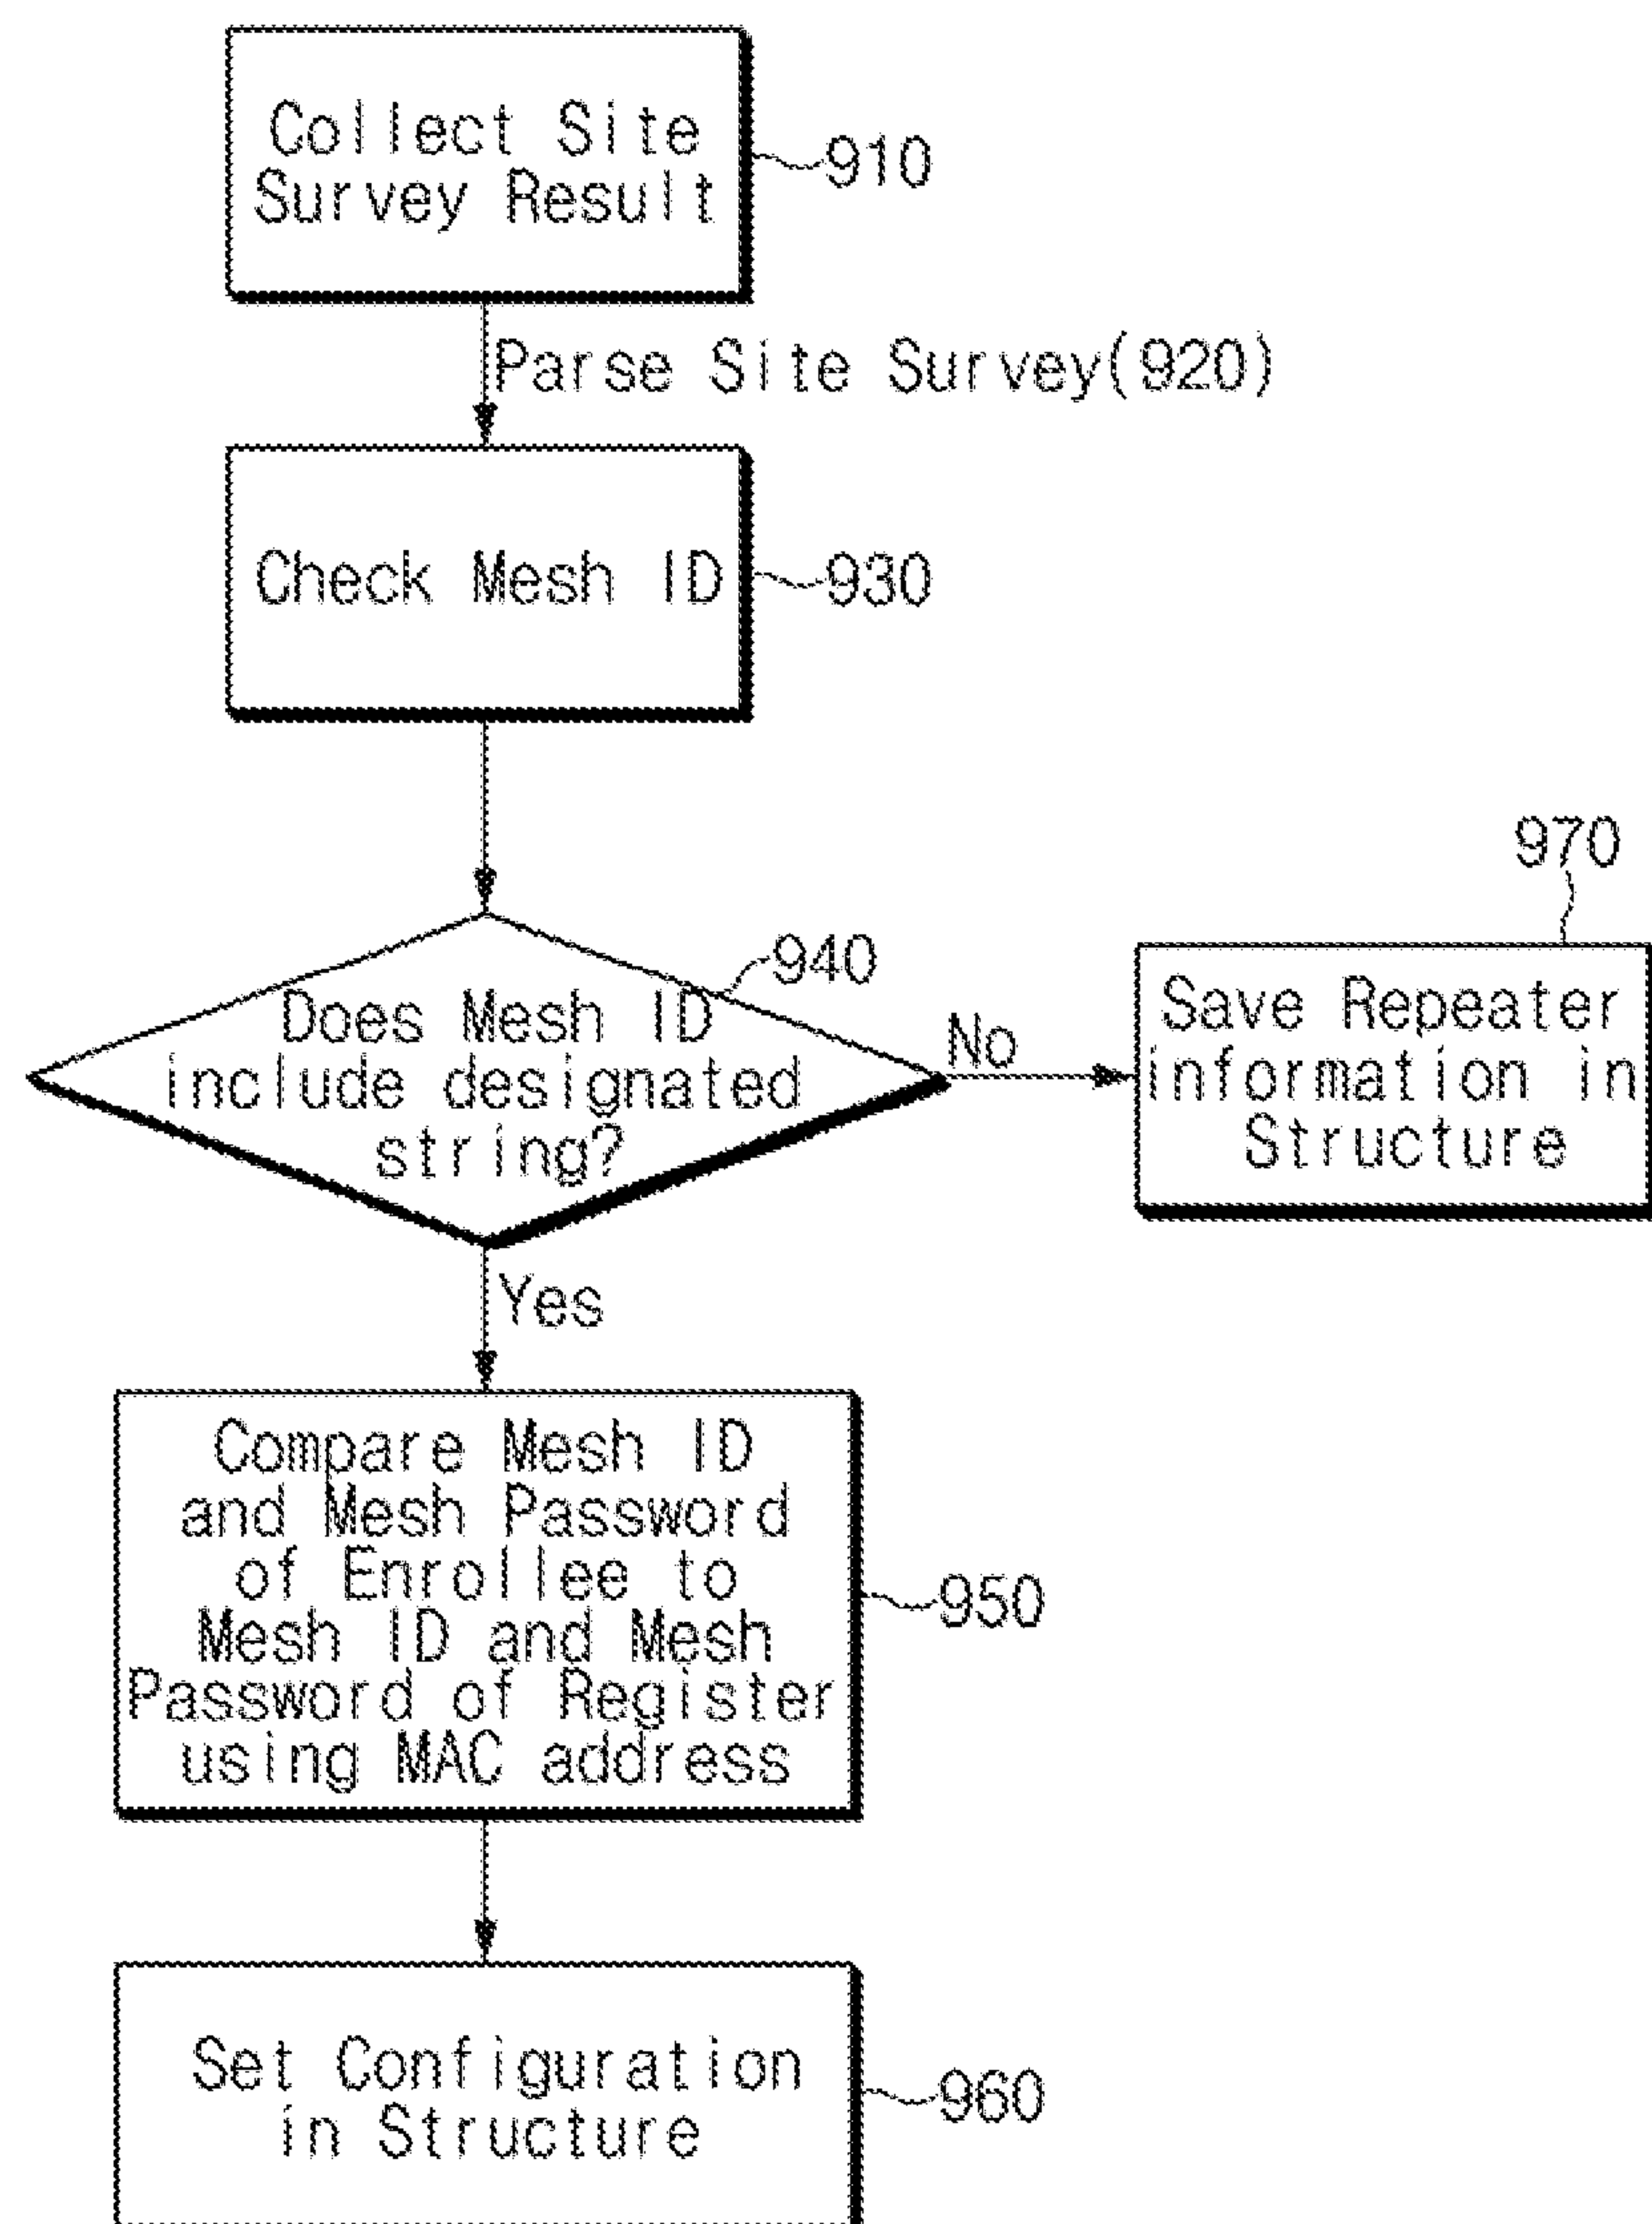 Collect Site
Survey Result
910
Parse Site Survey(920)
Check Mesh ID
930
970
940
Does Mesh ID
include designated
string?
No
Save Repeater
information in
Structure
Yes
Compare Mesh ID
and Mesh Password
of Enrollee to
Mesh ID and Mesh
Password of Register
using MAC address
950
Set Configuration
in Structure
960